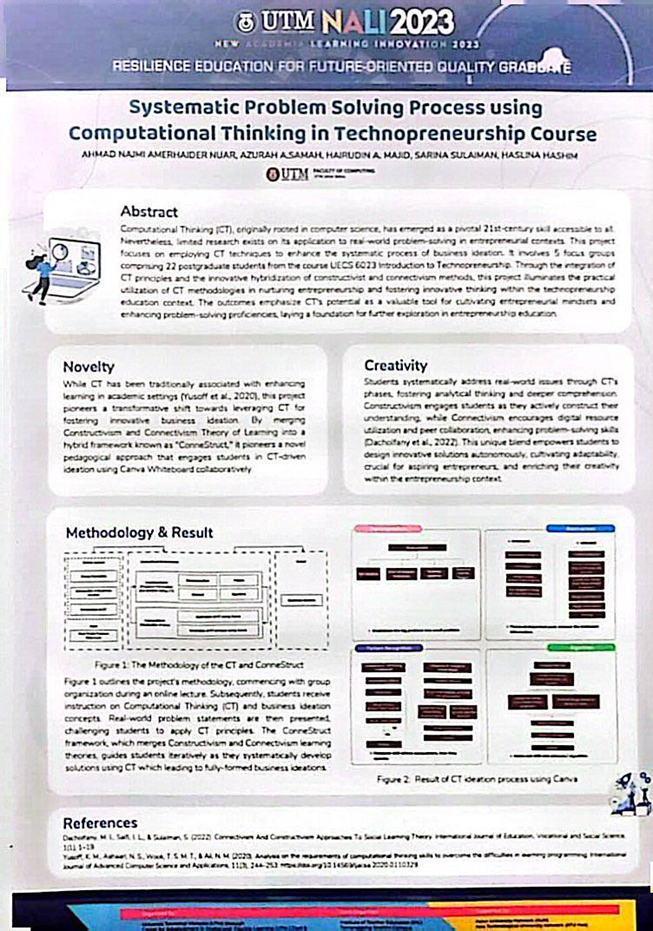 UTM NALI 2023
NEW ACADEMIA LEARNING INNOVATION 2023
RESILIENCE EDUCATION FOR FUTURE-ORIENTED QUALITY GRADUATE
Systematic Problem Solving Process using
Computational Thinking in Technopreneurship Course
AHMAD NAJMI AMERHAIDER NUAR, AZURAH A.SAMAH, HAIRUDIN A. MAJID, SARINA SULAIMAN, HASLINA HASHIM
UTM FACULTY OF COMPUTING
Abstract
Computational Thinking (CT), originally rooted in computer science, has emerged as a pivotal 21st-century skill accessible to all.
Nevertheless, limited research exists on its application to real-world problem-solving in entrepreneurial contexts. This project
focuses on employing CT techniques to enhance the systematic process of business ideation. It involves 5 focus groups
comprising 22 postgraduate students from the course UECS 6023 Introduction to Technopreneurship. Through the integration of
CT principles and the innovative hybridization of constructivist and connectivism methods, this project illuminates the practical
utilization of CT methodologies in nurturing entrepreneurship and fostering innovative thinking within the technopreneurship
education context. The outcomes emphasize CT's potential as a valuable tool for cultivating entrepreneurial mindsets and
enhancing problem-solving proficiencies, laying a foundation for further exploration in entrepreneurship education.
Novelty
While CT has been traditionally associated with enhancing
learning in academic settings (Yusoff et al., 2020), this project
pioneers a transformative shift towards leveraging CT for
fostering innovative business ideation. By merging
Constructivism and Connectivism Theory of Learning into a
hybrid framework known as "ConneStruct," it pioneers a novel
pedagogical approach that engages students in CT-driven
ideation using Canva Whiteboard collaboratively.
Creativity
Students systematically address real-world issues through CT's
phases, fostering analytical thinking and deeper comprehension.
Constructivism engages students as they actively construct their
understanding, while Connectivism encourages digital resource
utilization and peer collaboration, enhancing problem-solving skills
(Dachoifany et al., 2022). This unique blend empowers students to
design innovative solutions autonomously, cultivating adaptability,
crucial for aspiring entrepreneurs, and enriching their creativity
within the entrepreneurship context.
Methodology & Result
Figure 1: The Methodology of the CT and ConneStruct
Figure 1 outlines the project's methodology, commencing with group
organization during an online lecture. Subsequently, students receive
instruction on Computational Thinking (CT) and business ideation
concepts. Real-world problem statements are then presented,
challenging students to apply CT principles. The ConneStruct
framework, which merges Constructivism and Connectivism learning
theories, guides students iteratively as they systematically develop
solutions using CT which leading to fully-formed business ideations.
Pattern Recognition
Figure 2: Result of CT ideation process using Canva
References
Dachoifany, M. I., Saifi, I. L., & Sulaiman, S. (2022). Connectivism And Constructivism Approaches To Social Learning Theory. International Journal of Education, Vocational and Social Science,
1(1), 1-19.
Yusoff, K. M., Ashaari, N. S., Wook, T. S. M. T., & Ali, N. M. (2020). Analysis on the requirements of computational thinking skills to overcome the difficulties in learning programming. International
Journal of Advanced Computer Science and Applications, 11(3), 244-253. https://doi.org/10.14569/ijacsa.2020.0110329